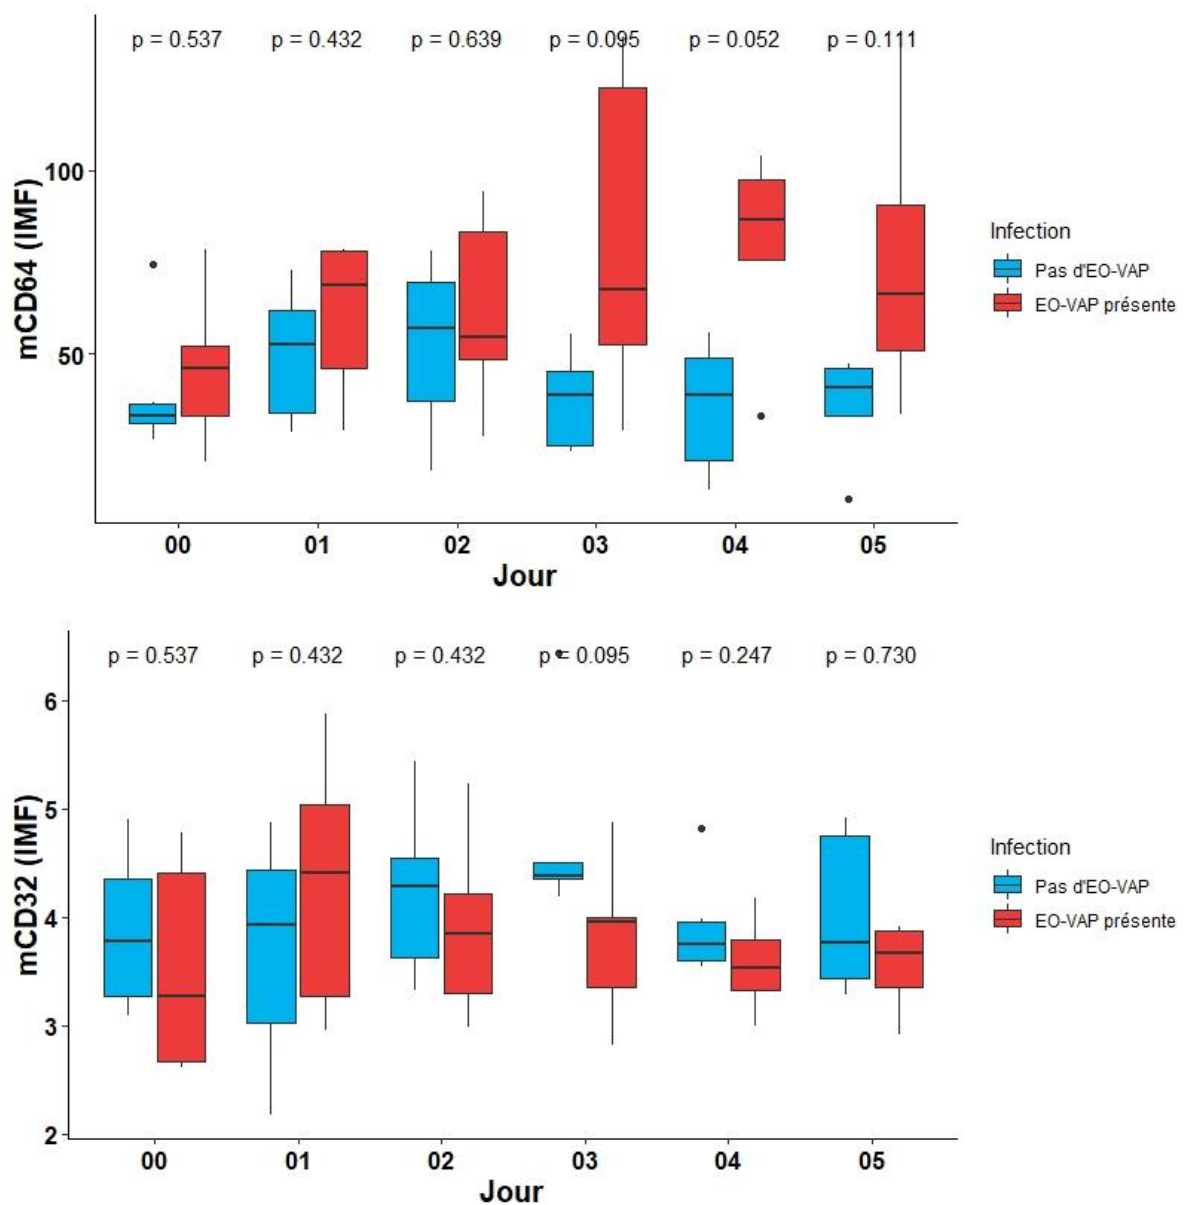 p = 0.537 p = 0.432 p = 0.639 p = 0.095 p = 0.052 p = 0.111
mCD64 (IMF)
100
50
Infection
Pas d'EO-VAP
EO-VAP présente
00 01 02 03 04 05
Jour
p = 0.537 p = 0.432 p = 0.432 p = 0.095 p = 0.247 p = 0.730
mCD32 (IMF)
6
5
4
3
2
Infection
Pas d'EO-VAP
EO-VAP présente
00 01 02 03 04 05
Jour